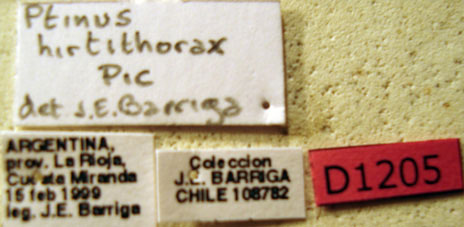 Ptinus
hirtithorax
Pic
det J.E. Barriga
ARGENTINA,
prov. La Rioja,
Cuesta Miranda
15 feb 1999
leg. J.E. Barriga
Coleccion
J.E. BARRIGA
CHILE 108782
D1205